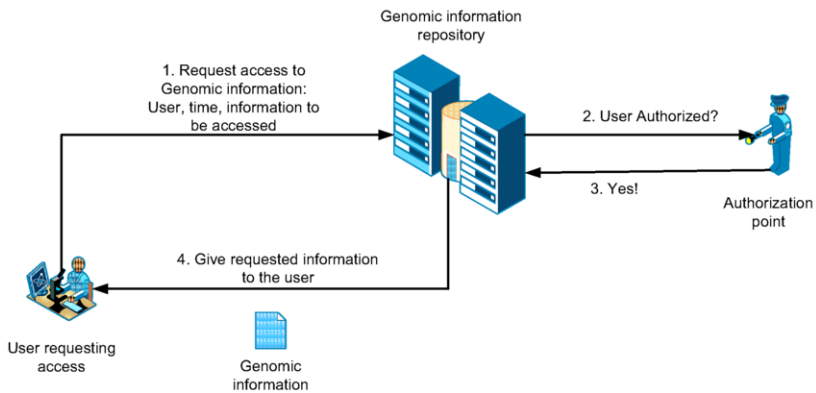 Genomic information
repository
1. Request access to
Genomic information:
User, time, information to
be accessed
2. User Authorized?
3. Yes!
Authorization
point
4. Give requested information
to the user
User requesting
access
Genomic
information